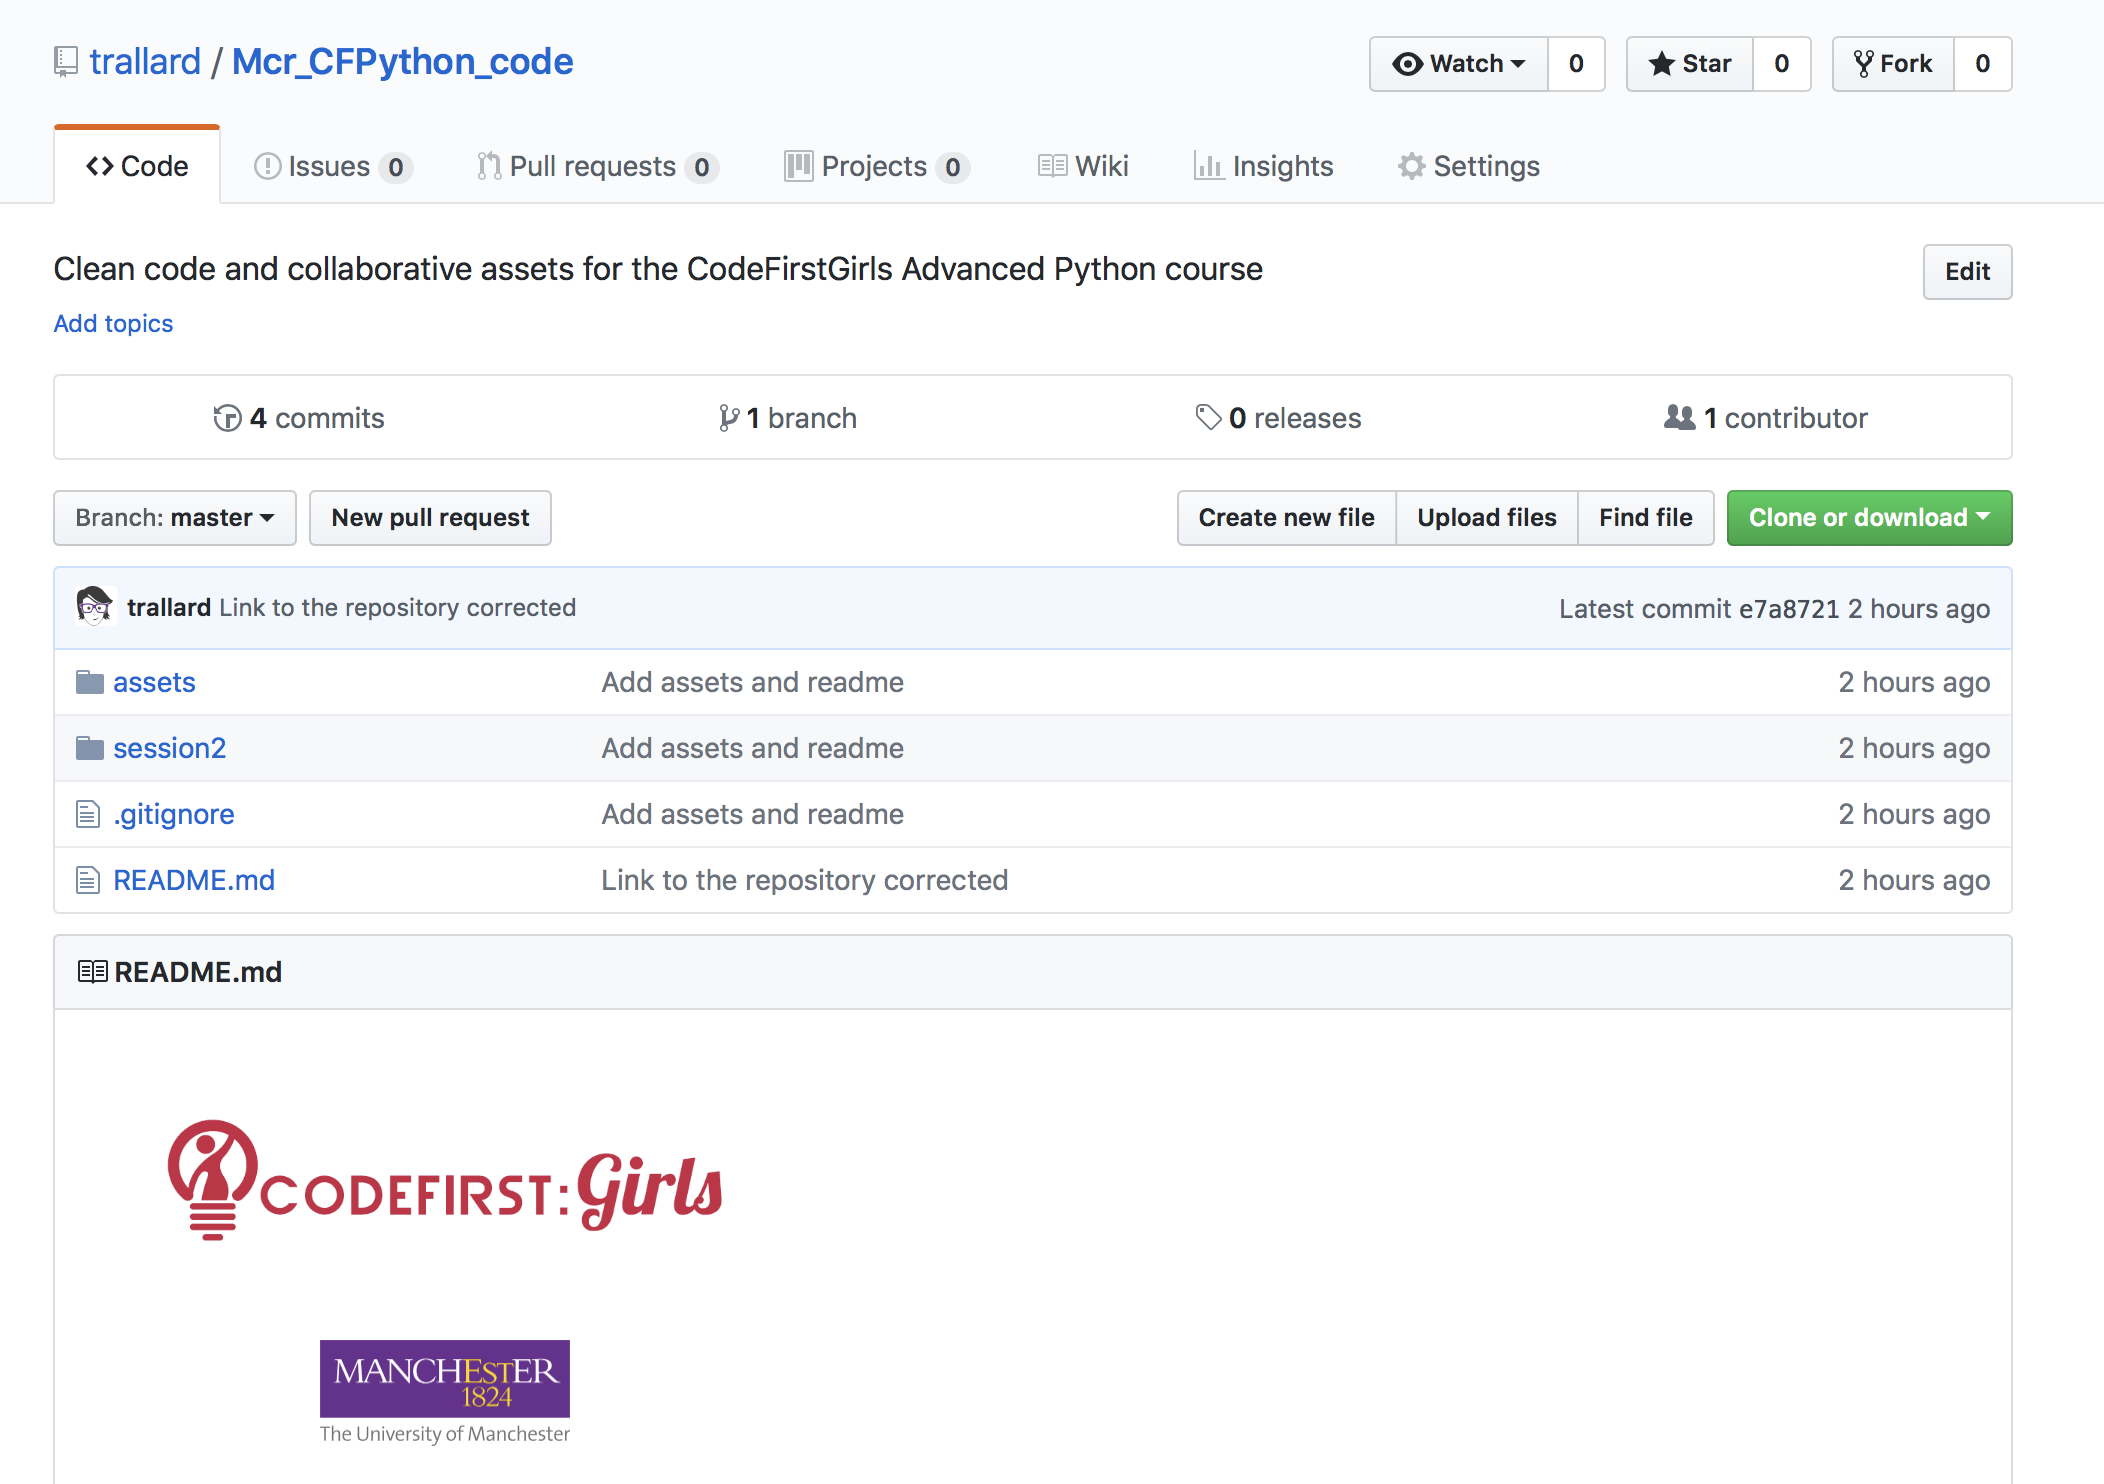 trallard / Mcr_CFPython_code
Watch 0 Star 0 Fork 0
Code Issues 0 Pull requests 0 Projects 0 Wiki Insights Settings
Clean code and collaborative assets for the CodeFirstGirls Advanced Python course
Edit
Add topics
4 commits 1 branch 0 releases 1 contributor
Branch: master New pull request Create new file Upload files Find file Clone or download
trallard Link to the repository corrected Latest commit e7a8721 2 hours ago
assets Add assets and readme 2 hours ago
session2 Add assets and readme 2 hours ago
.gitignore Add assets and readme 2 hours ago
README.md Link to the repository corrected 2 hours ago
README.md
CODEFIRST:Girls
MANCHESTER
1824
The University of Manchester